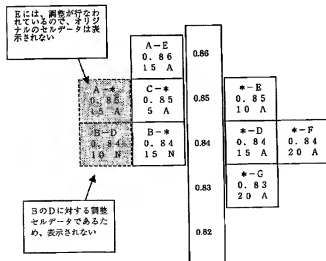 Eには、調整が行なわ
れているので、オリジ
ナルのセルデータは表
示されない
A-E
0.86
15 A
0.86
A-*
0.85
15 A
C-*
0.85
5 A
0.85
*-E
0.85
10 A
B-D
0.84
10 N
B-*
0.84
15 N
0.84
*-D
0.84
15 A
*-F
0.84
20 A
0.83
*-G
0.83
20 A
0.82
BのDに対する調整
セルデータであるた
め、表示されない